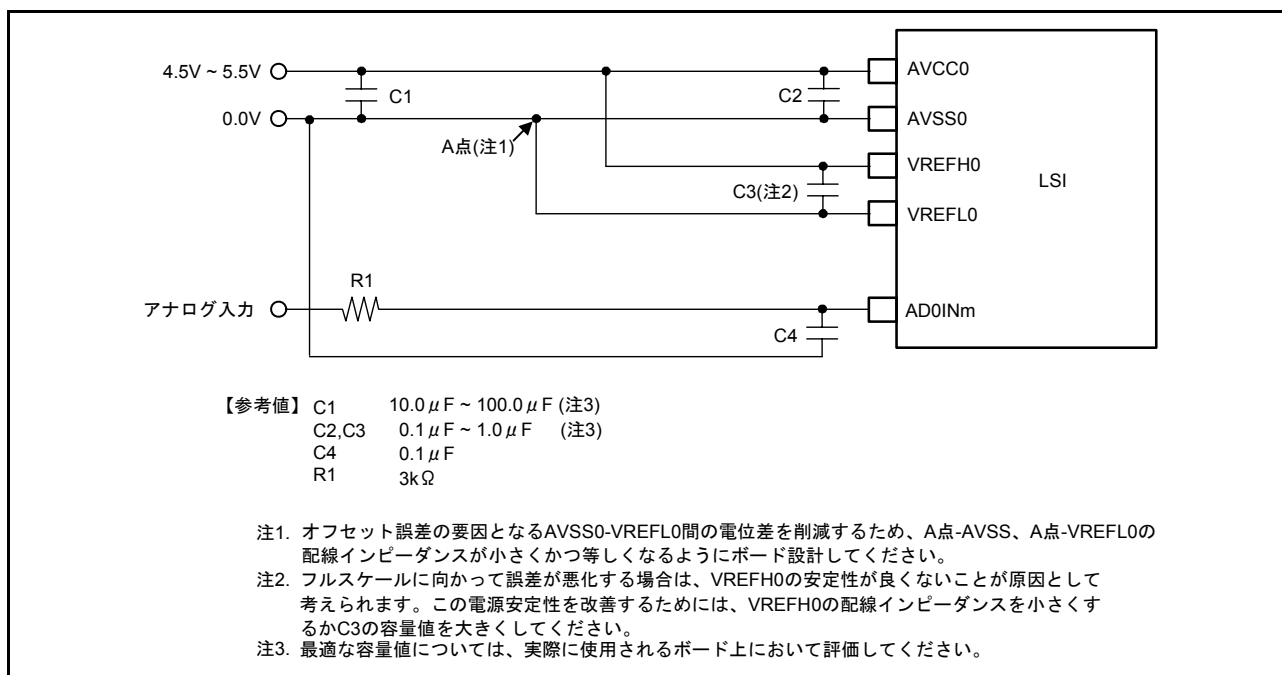 4.5V ~ 5.5V
AVCC0
C1
C2
0.0V
AVSS0
A点(注1)
VREFH0
C3(注2)
LSI
VREFL0
R1
アナログ入力
AD0INm
C4
【参考値】 C1 10.0μF ~ 100.0μF (注3)
C2,C3 0.1μF ~ 1.0μF (注3)
C4 0.1μF
R1 3kΩ
注1. オフセット誤差の要因となるAVSS0-VREFL0間の電位差を削減するため、A点-AVSS、A点-VREFL0の
配線インピーダンスが小さくかつ等しくなるようにボード設計してください。
注2. フルスケールに向かって誤差が悪化する場合は、VREFH0の安定性が良くないことが原因として
考えられます。この電源安定性を改善するためには、VREFH0の配線インピーダンスを小さくす
るかC3の容量値を大きくしてください。
注3. 最適な容量値については、実際に使用されるボード上において評価してください。